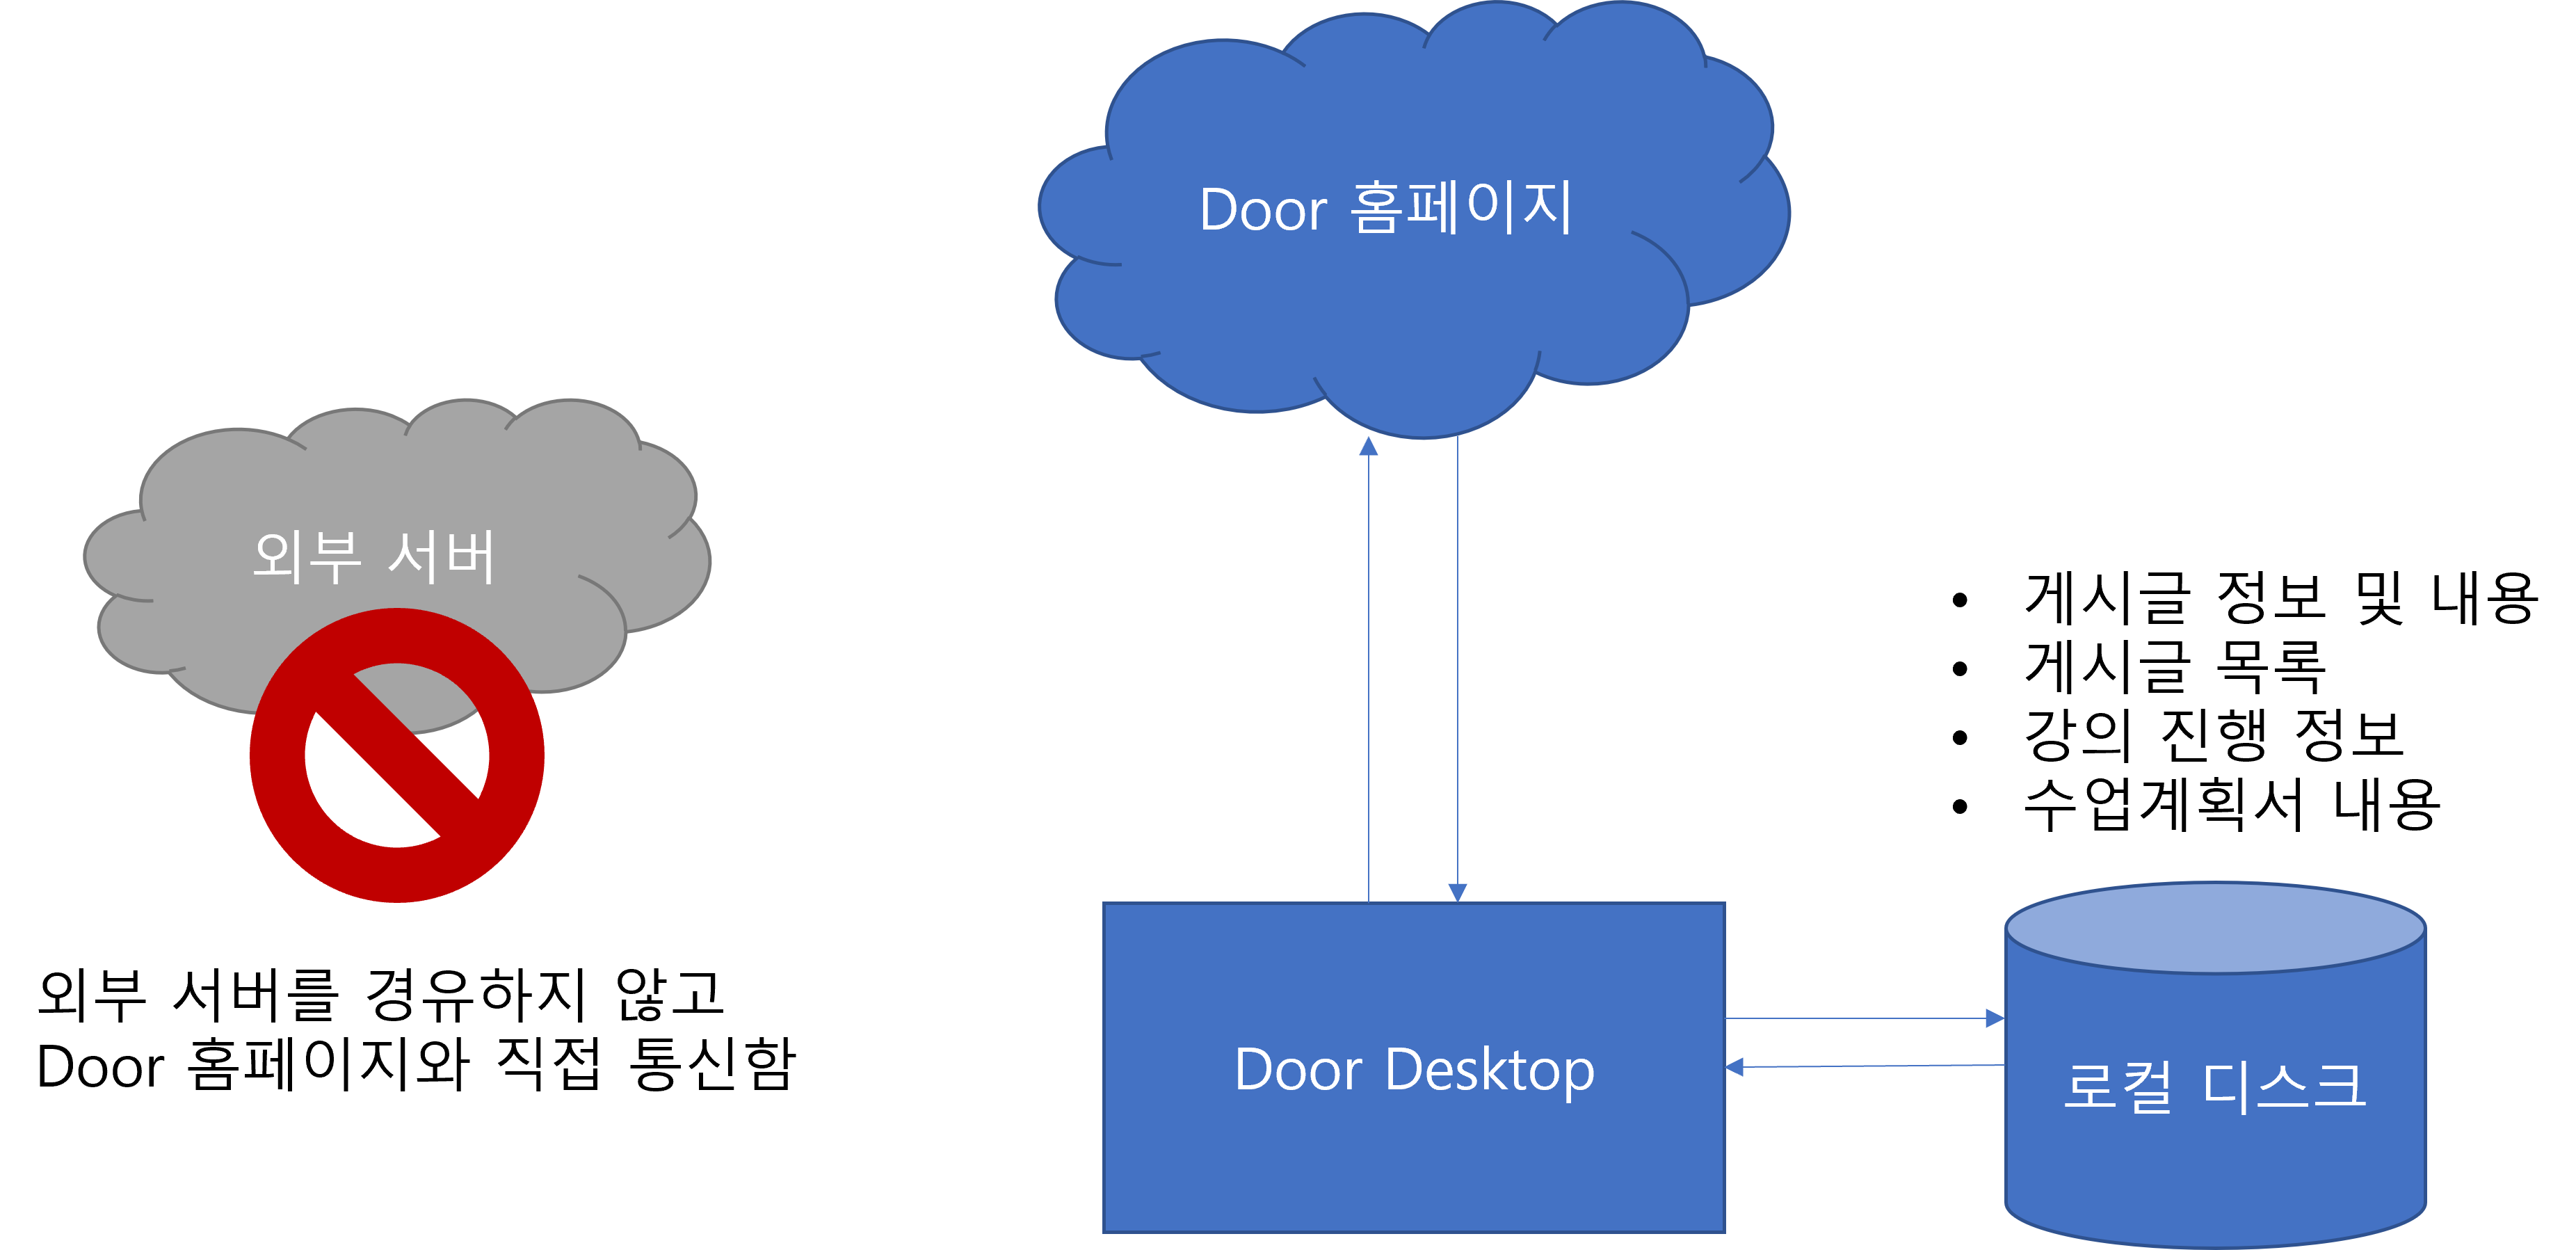 Door 홈페이지
외부 서버
외부 서버를 경유하지 않고
Door 홈페이지와 직접 통신함
• 게시글 정보 및 내용
• 게시글 목록
• 강의 진행 정보
• 수업계획서 내용
Door Desktop
로컬 디스크